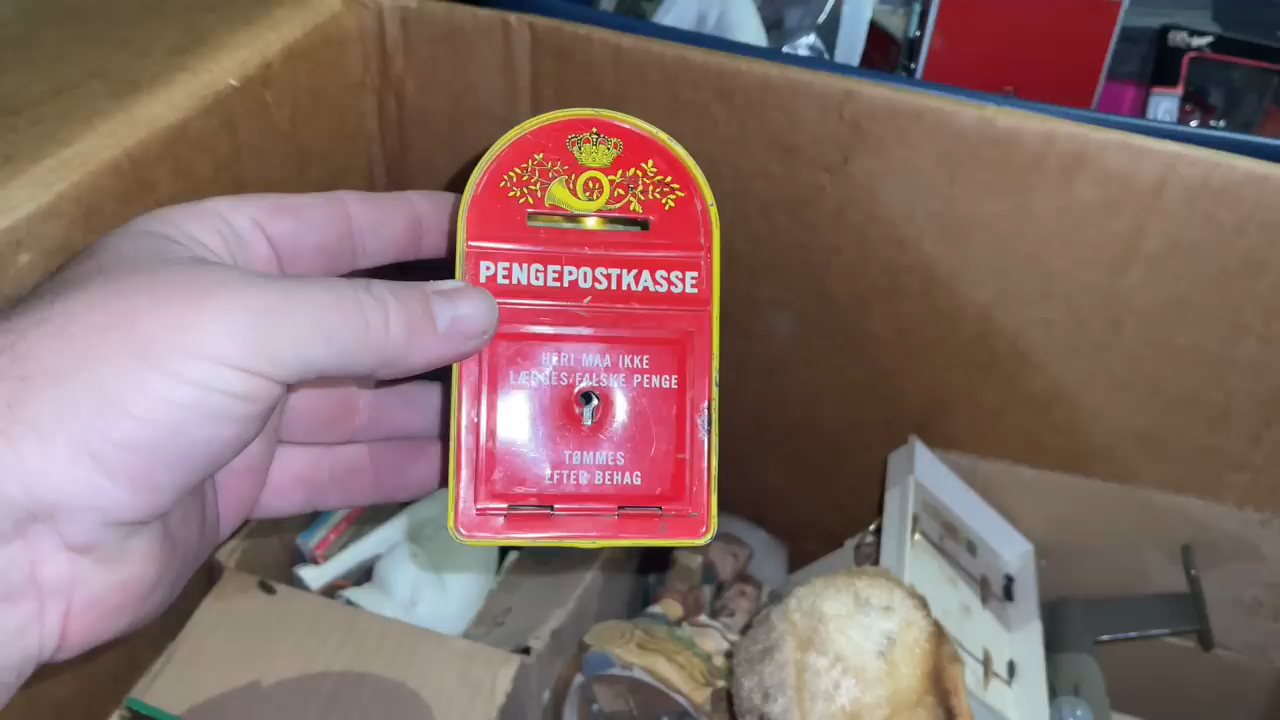 PENGEPOSTKASSE
HERI MAA IKKE
LÆGGES FALSKE PENGE
TØMMES
EFTER BEHAG